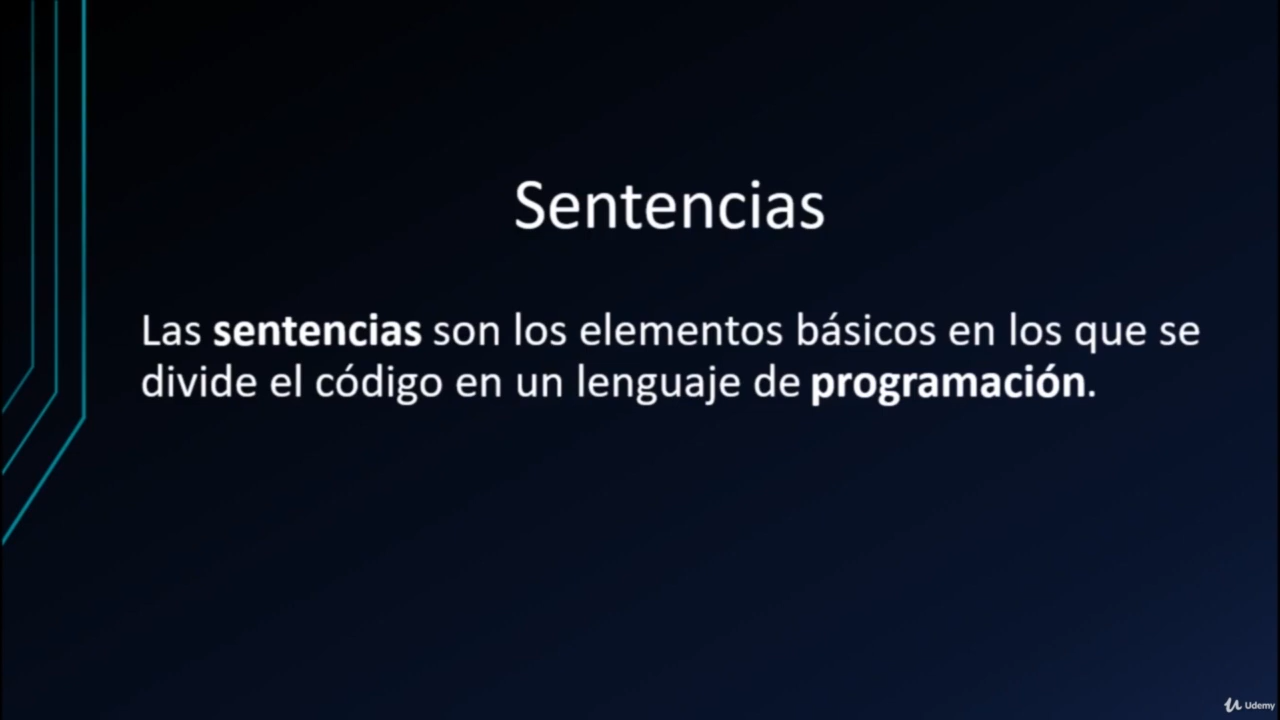 Sentencias
Las sentencias son los elementos básicos en los que se
divide el código en un lenguaje de programación.
Udemy